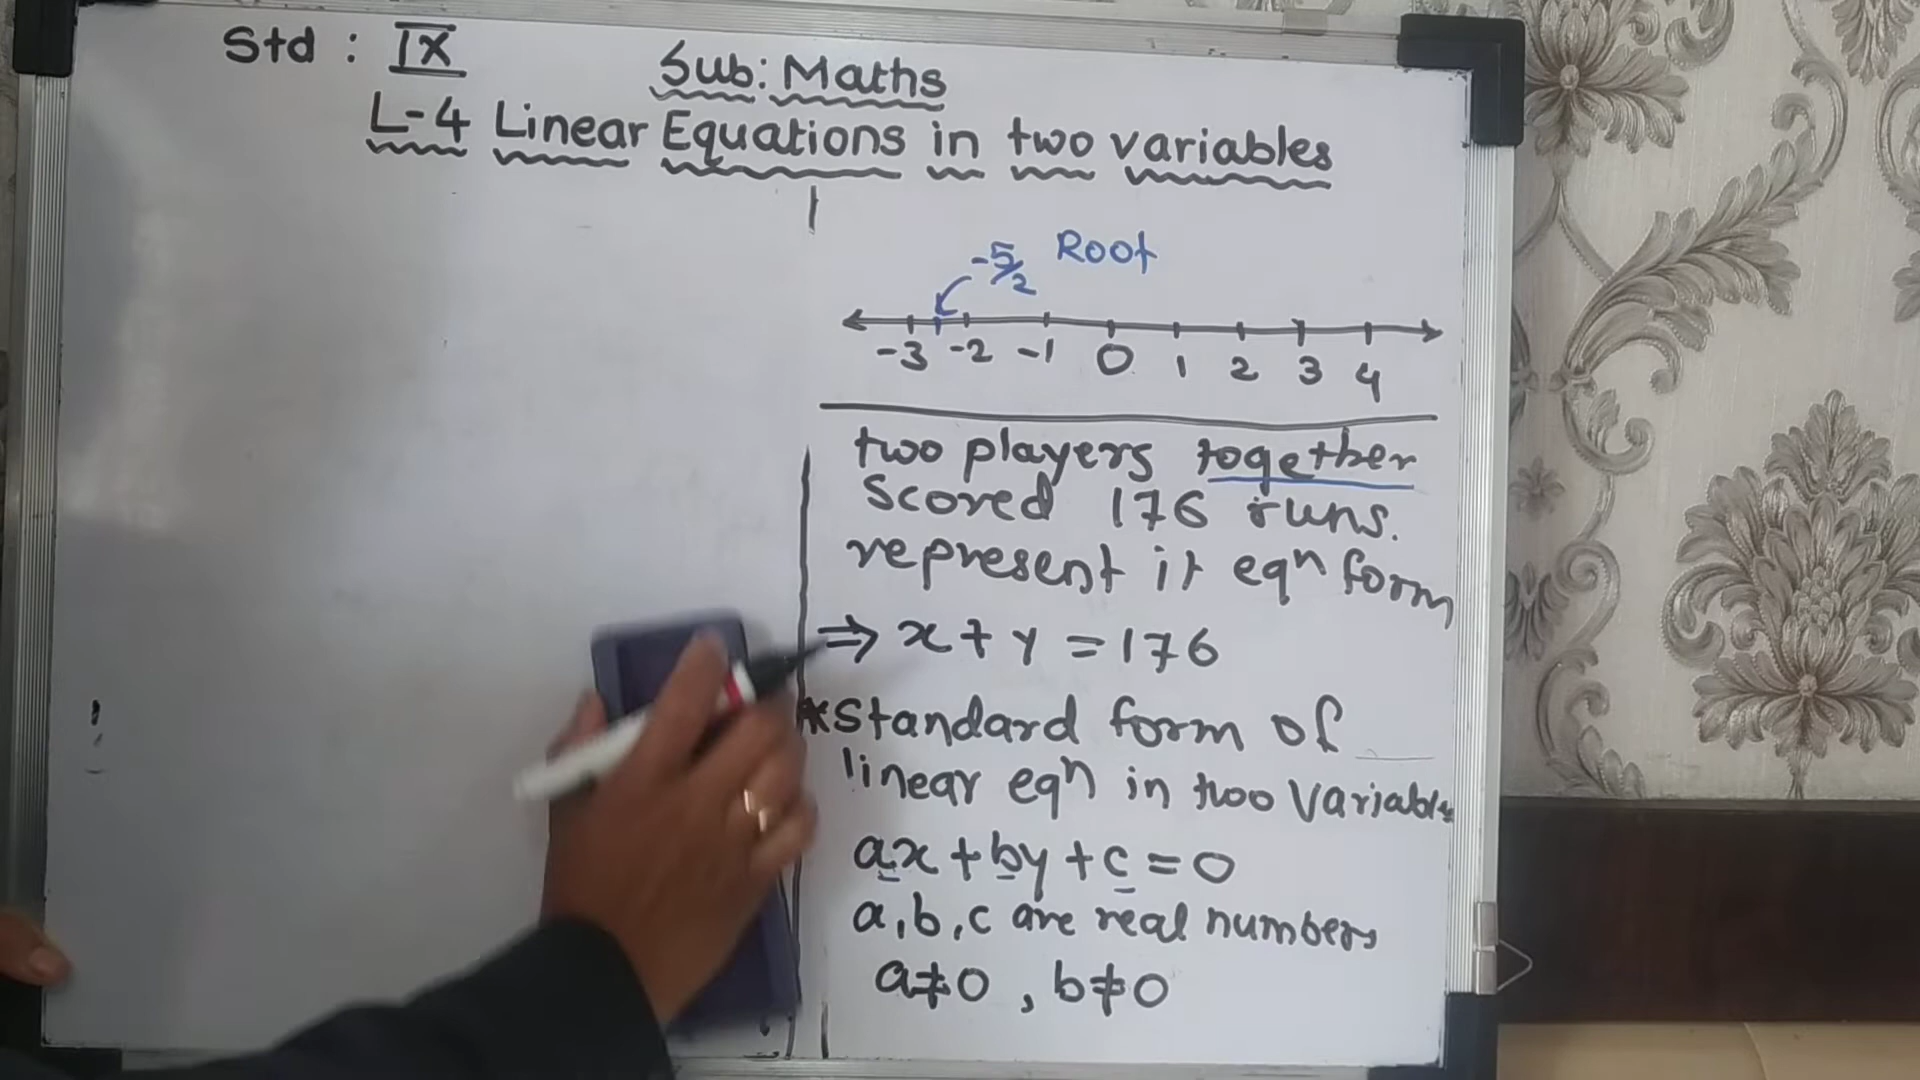 Std : IX
Sub: Maths
L-4 Linear Equations in two variables
-5/2 Root
-3 -2 -1 0 1 2 3 4
two players together
scored 176 runs.
represent it eqⁿ form
⇒ x + y = 176
*Standard form of
linear eqⁿ in two variables
ax + by + c = 0
a, b, c are real numbers
a≠0 , b≠0